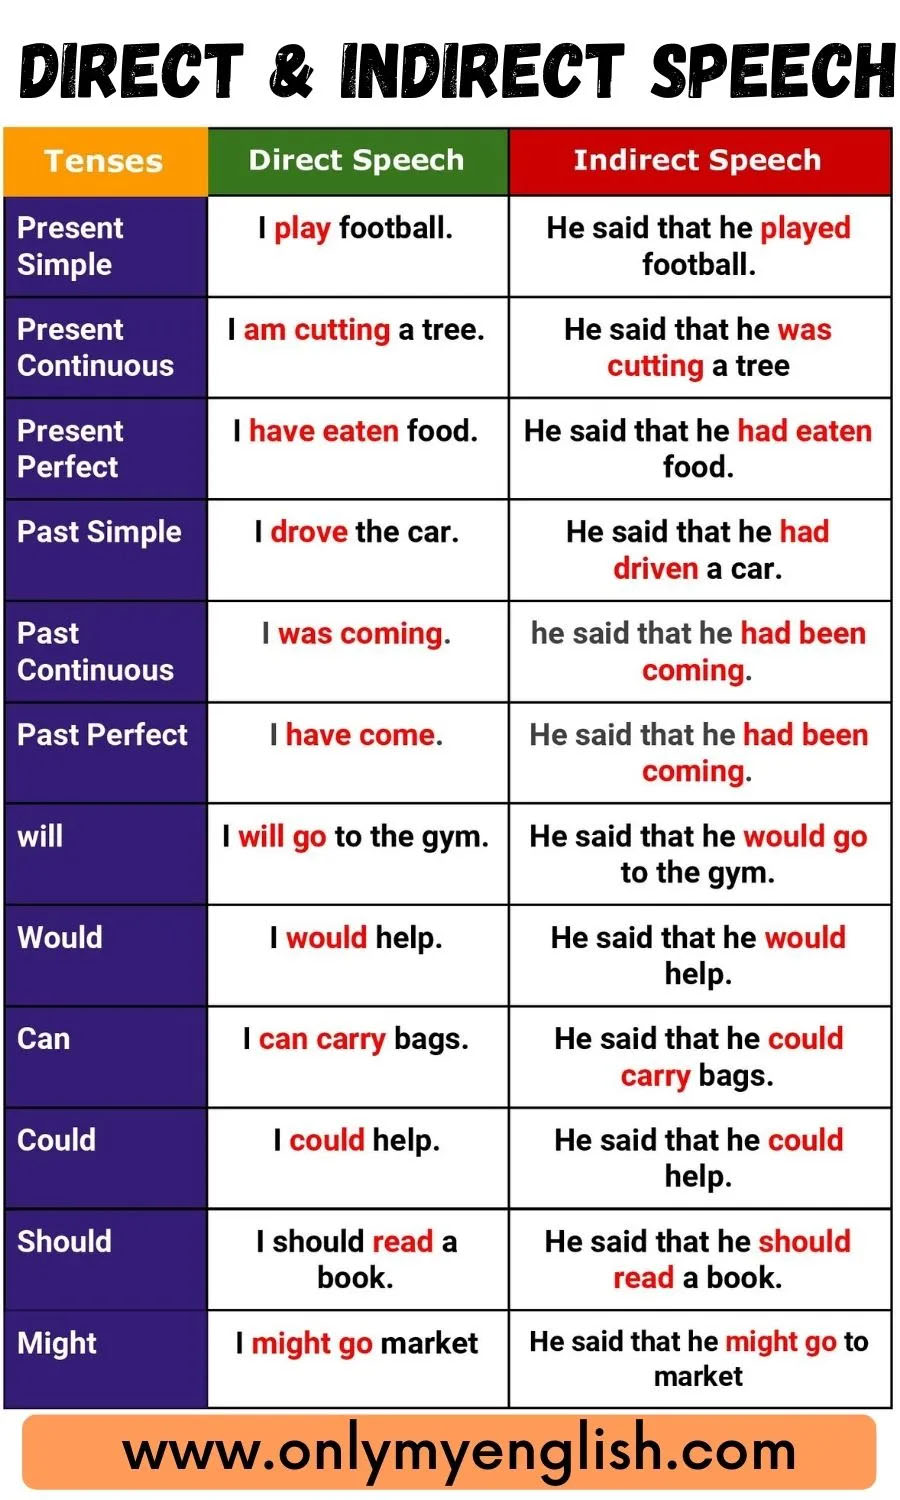 DIRECT & INDIRECT SPEECH
Tenses
Direct Speech
Indirect Speech
Present
Simple
I play football.
He said that he played
football.
Present
Continuous
I am cutting a tree.
He said that he was
cutting a tree
Present
Perfect
I have eaten food.
He said that he had eaten
food.
Past Simple
I drove the car.
He said that he had
driven a car.
Past
Continuous
I was coming.
he said that he had been
coming.
Past Perfect
I have come.
He said that he had been
coming.
will
I will go to the gym.
He said that he would go
to the gym.
Would
I would help.
He said that he would
help.
Can
I can carry bags.
He said that he could
carry bags.
Could
I could help.
He said that he could
help.
Should
I should read a
book.
He said that he should
read a book.
Might
I might go market
He said that he might go to
market
www.onlymyenglish.com